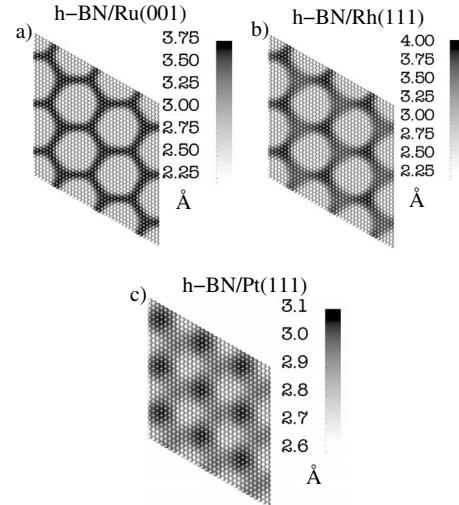 h-BN/Ru(001)
a)
3.75
3.50
3.25
3.00
2.75
2.50
2.25
Å
h-BN/Rh(111)
b)
4.00
3.75
3.50
3.25
3.00
2.75
2.50
2.25
Å
h-BN/Pt(111)
c)
3.1
3.0
2.9
2.8
2.7
2.6
Å